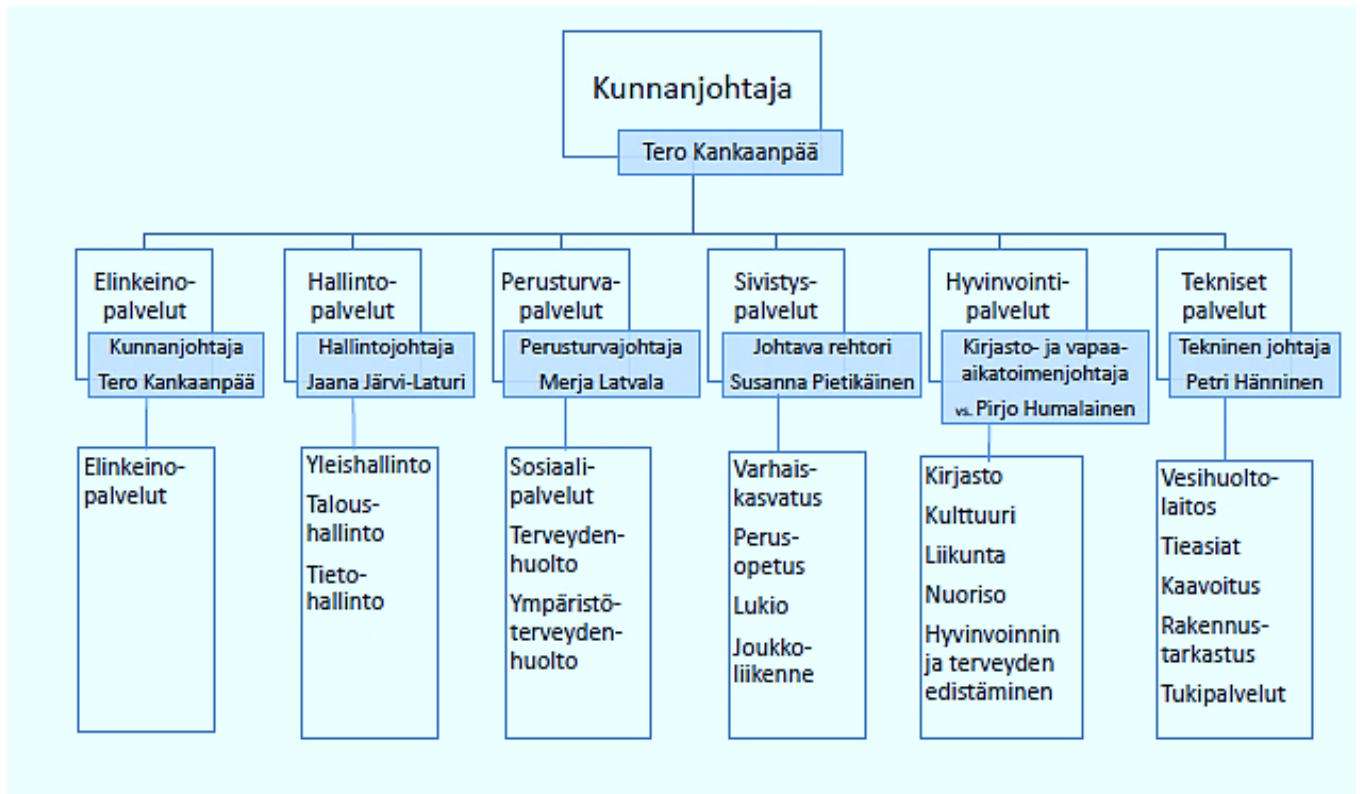 Kunnanjohtaja
Tero Kankaanpää
Elinkeino-
palvelut
Kunnanjohtaja
Tero Kankaanpää
Elinkeino-
palvelut
Hallinto-
palvelut
Hallintojohtaja
Jaana Järvi-Laturi
Yleishallinto
Talous-
hallinto
Tieto-
hallinto
Perusturva-
palvelut
Perusturvajohtaja
Merja Latvala
Sosiaali-
palvelut
Terveyden-
huolto
Ympäristö-
terveyden-
huolto
Sivistys-
palvelut
Johtava rehtori
Susanna Pietikäinen
Varhais-
kasvatus
Perus-
opetus
Lukio
Joukko-
liikenne
Hyvinvointi-
palvelut
Kirjasto- ja vapaa-
aikatoimenjohtaja
vs. Pirjo Humalainen
Kirjasto
Kulttuuri
Liikunta
Nuoriso
Hyvinvoinnin
ja terveyden
edistäminen
Tekniset
palvelut
Tekninen johtaja
Petri Hänninen
Vesihuolto-
laitos
Tieasiat
Kaavoitus
Rakennus-
tarkastus
Tukipalvelut